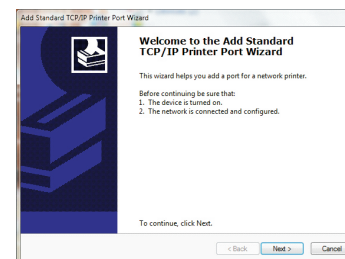 Add Standard TCP/IP Printer Port Wizard
Welcome to the Add Standard
TCP/IP Printer Port Wizard
This wizard helps you add a port for a network printer.
Before continuing be sure that:
1. The device is turned on.
2. The network is connected and configured.
To continue, click Next.
< Back Next > Cancel